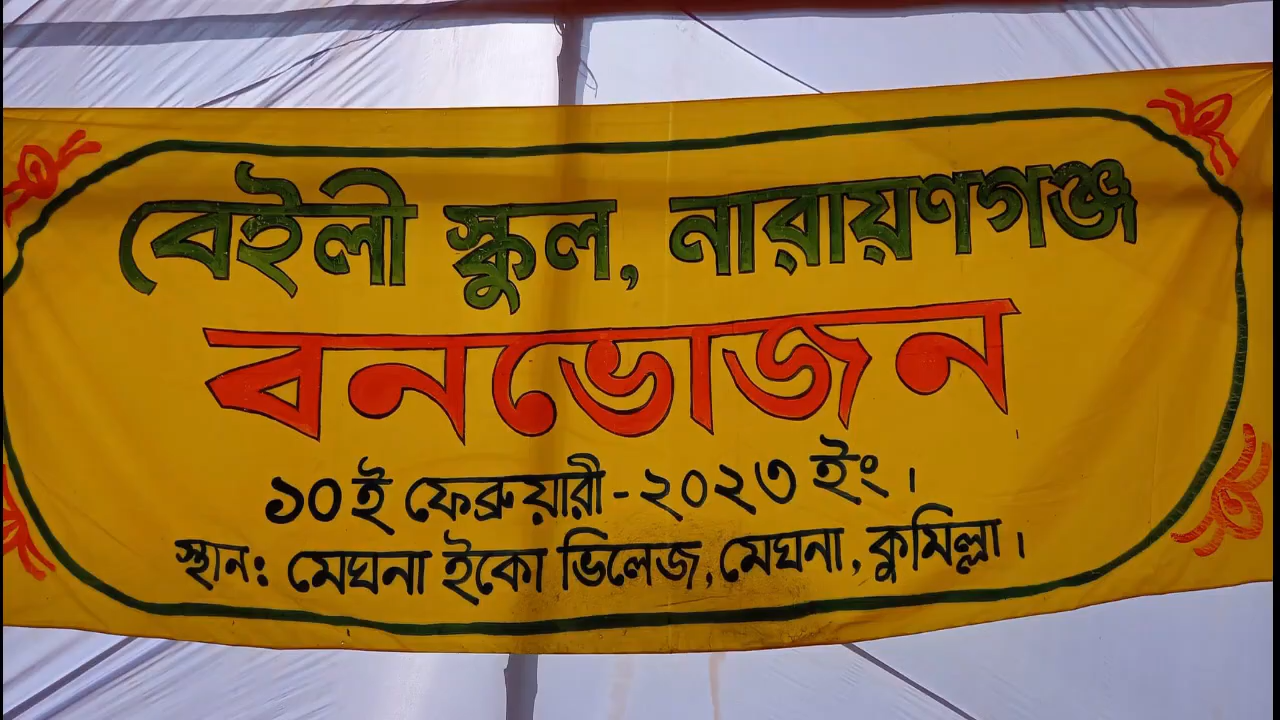 বেইলী স্কুল, নারায়ণগঞ্জ
বনভোজন
১০ই ফেব্রুয়ারী - ২০২৩ ইং।
স্থান: মেঘনা ইকো ভিলেজ, মেঘনা, কুমিল্লা।